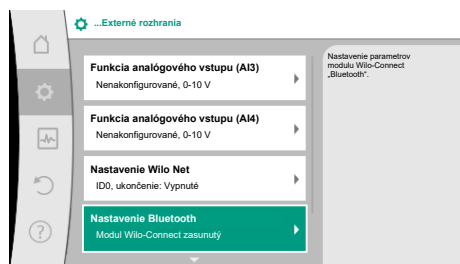 ...Externé rozhrania
Funkcia analógového vstupu (AI3)
Nenakonfigurované, 0-10 V
Funkcia analógového vstupu (AI4)
Nenakonfigurované, 0-10 V
Nastavenie Wilo Net
ID0, ukončenie: Vypnuté
Nastavenie Bluetooth
Modul Wilo-Connect zasunutý
Nastavenie parametrov
modulu Wilo-Connect
„Bluetooth“.